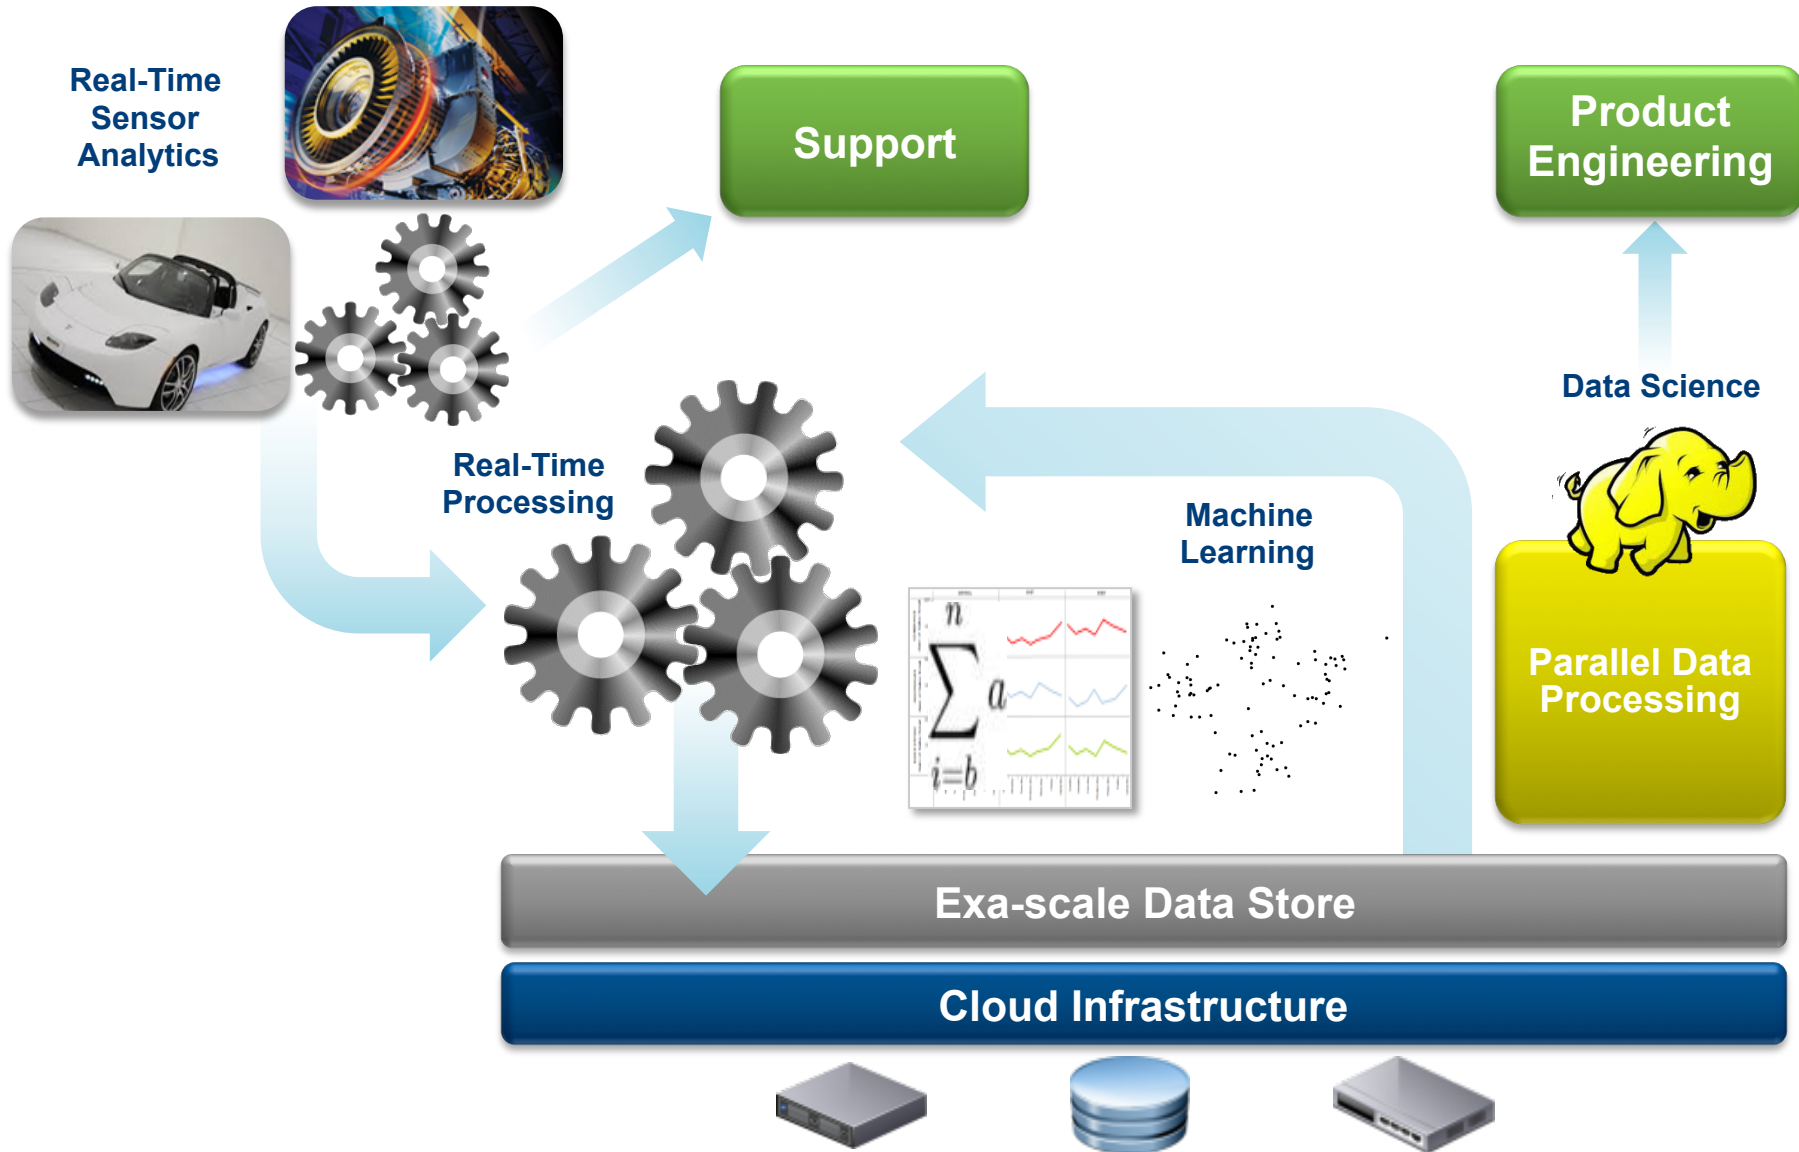 Real-Time
Sensor
Analytics
Support
Product
Engineering
Data Science
Real-Time
Processing
Machine
Learning
n
∑ a
i=b
Parallel Data
Processing
Exa-scale Data Store
Cloud Infrastructure